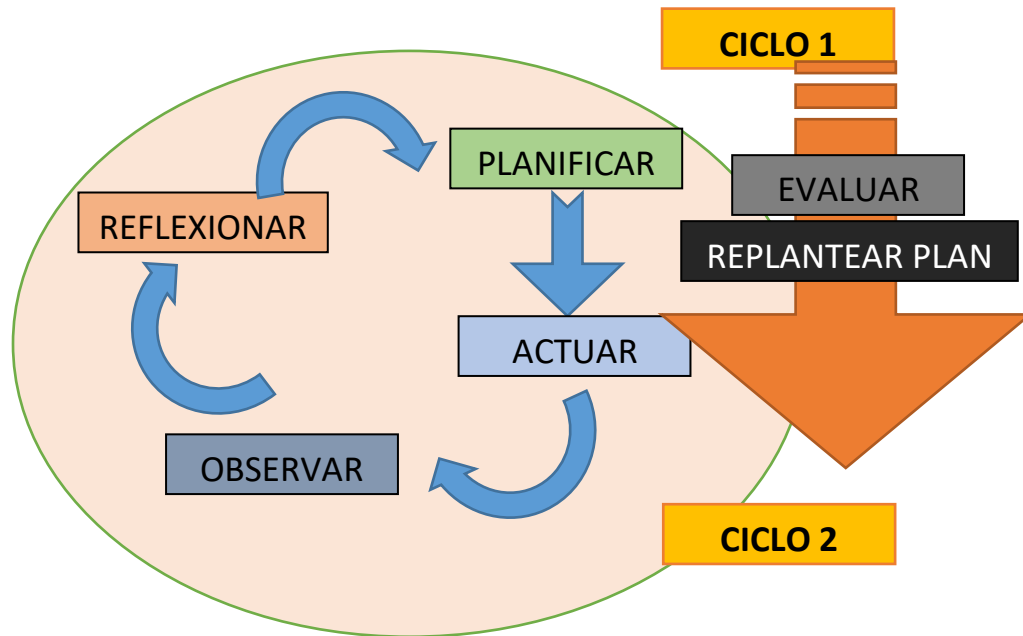 CICLO 1
PLANIFICAR
EVALUAR
REFLEXIONAR
REPLANTEAR PLAN
ACTUAR
OBSERVAR
CICLO 2